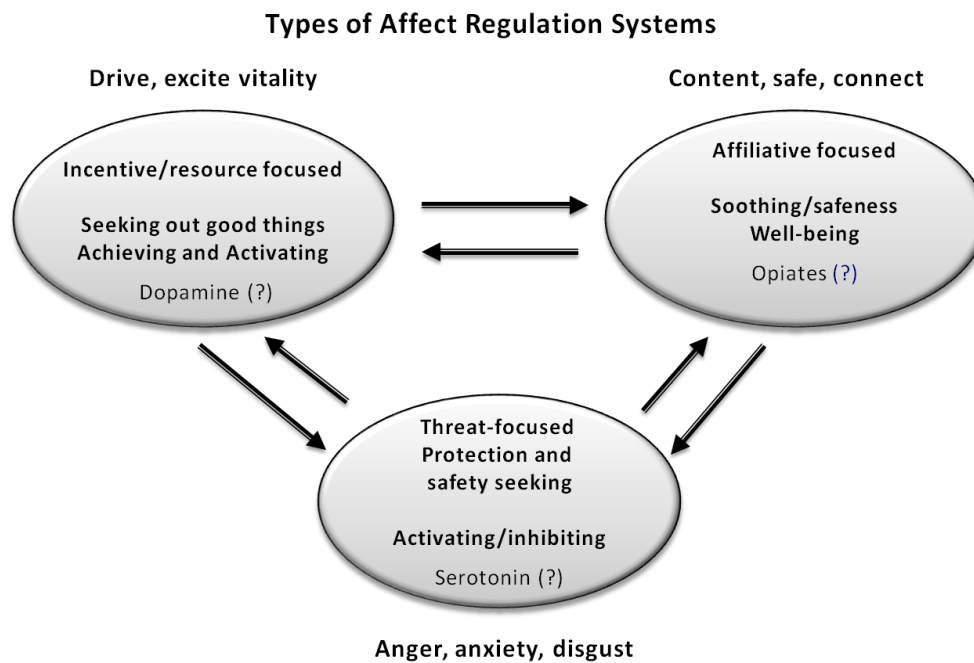 Types of Affect Regulation Systems
Drive, excite vitality
Content, safe, connect
Incentive/resource focused
Seeking out good things
Achieving and Activating
Dopamine (?)
Affiliative focused
Soothing/safeness
Well-being
Opiates (?)
Threat-focused
Protection and
safety seeking
Activating/inhibiting
Serotonin (?)
Anger, anxiety, disgust